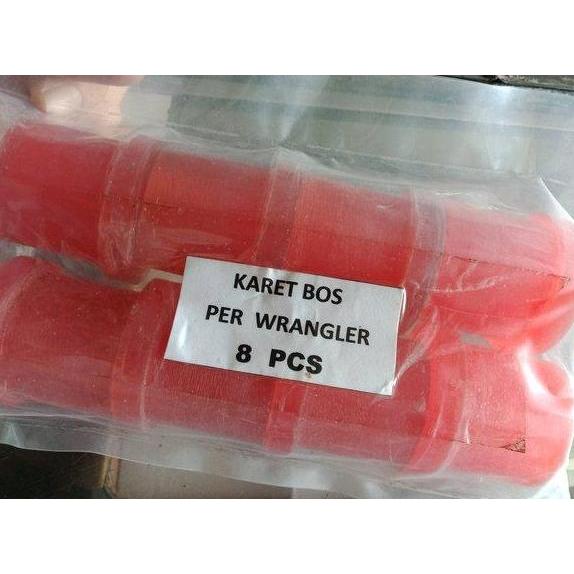 KARET BOS
PER WRANGLER
8 PCS